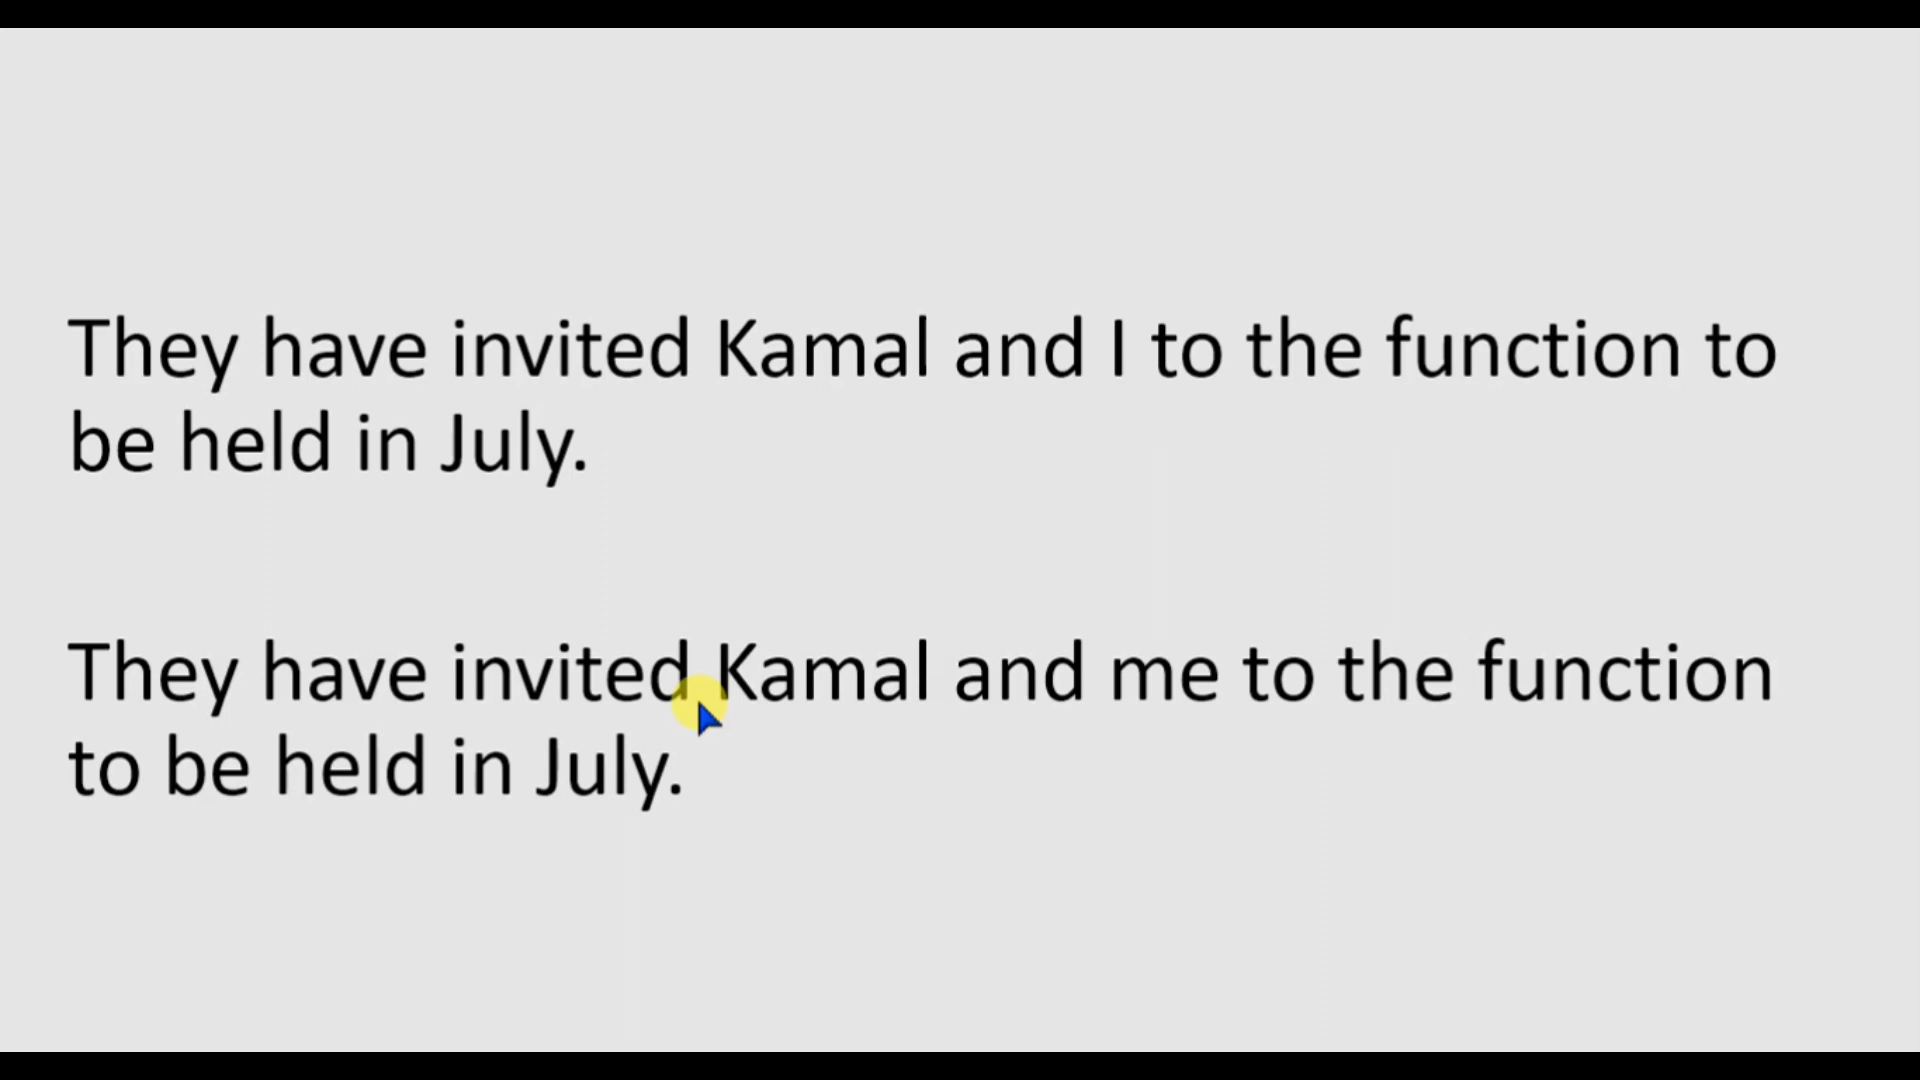 They have invited Kamal and I to the function to
be held in July.
They have invited Kamal and me to the function
to be held in July.